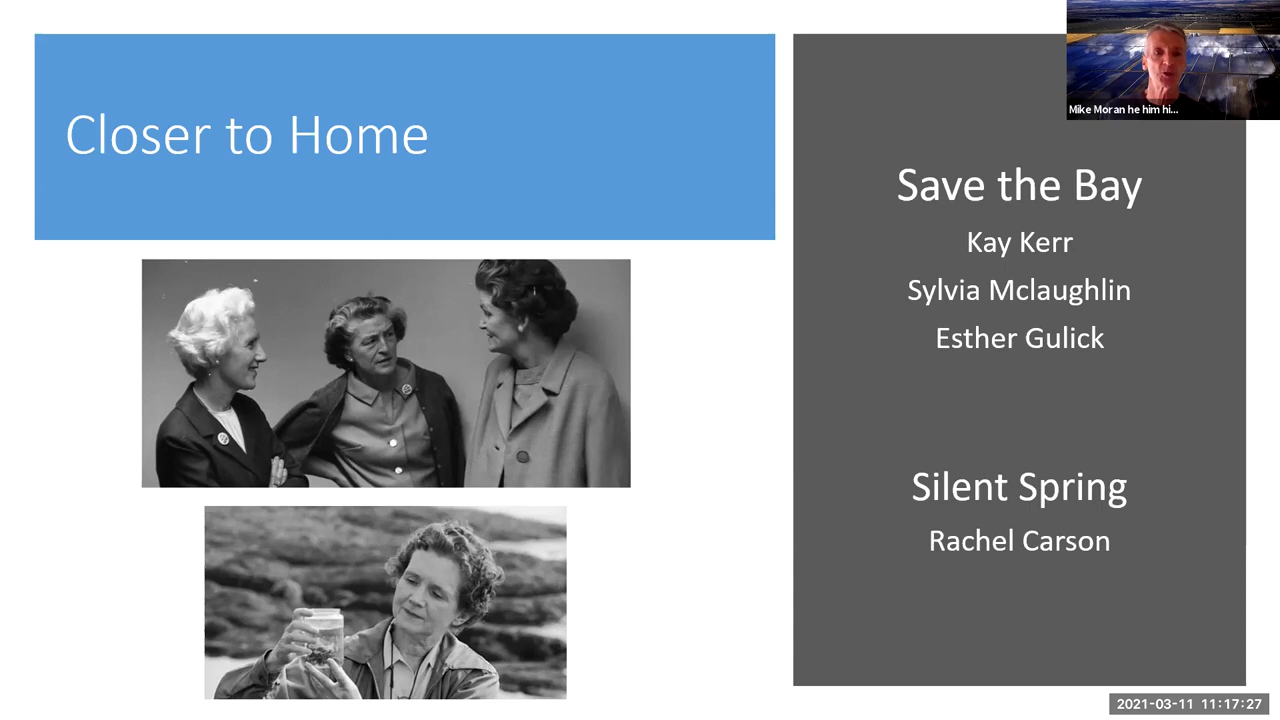 Closer to Home
Mike Moran he him hi...
Save the Bay
Kay Kerr
Sylvia Mclaughlin
Esther Gulick
Silent Spring
Rachel Carson
2021-03-11 11:17:27